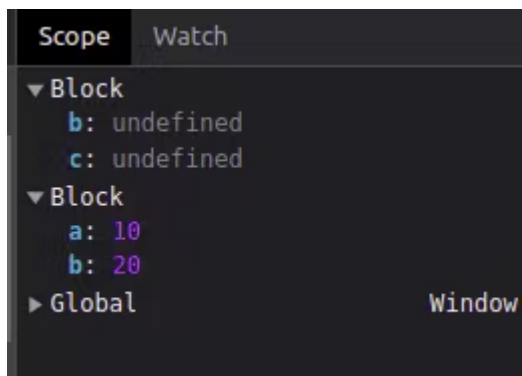 Scope Watch
▼Block
b: undefined
c: undefined
▼Block
a: 10
b: 20
▶Global Window